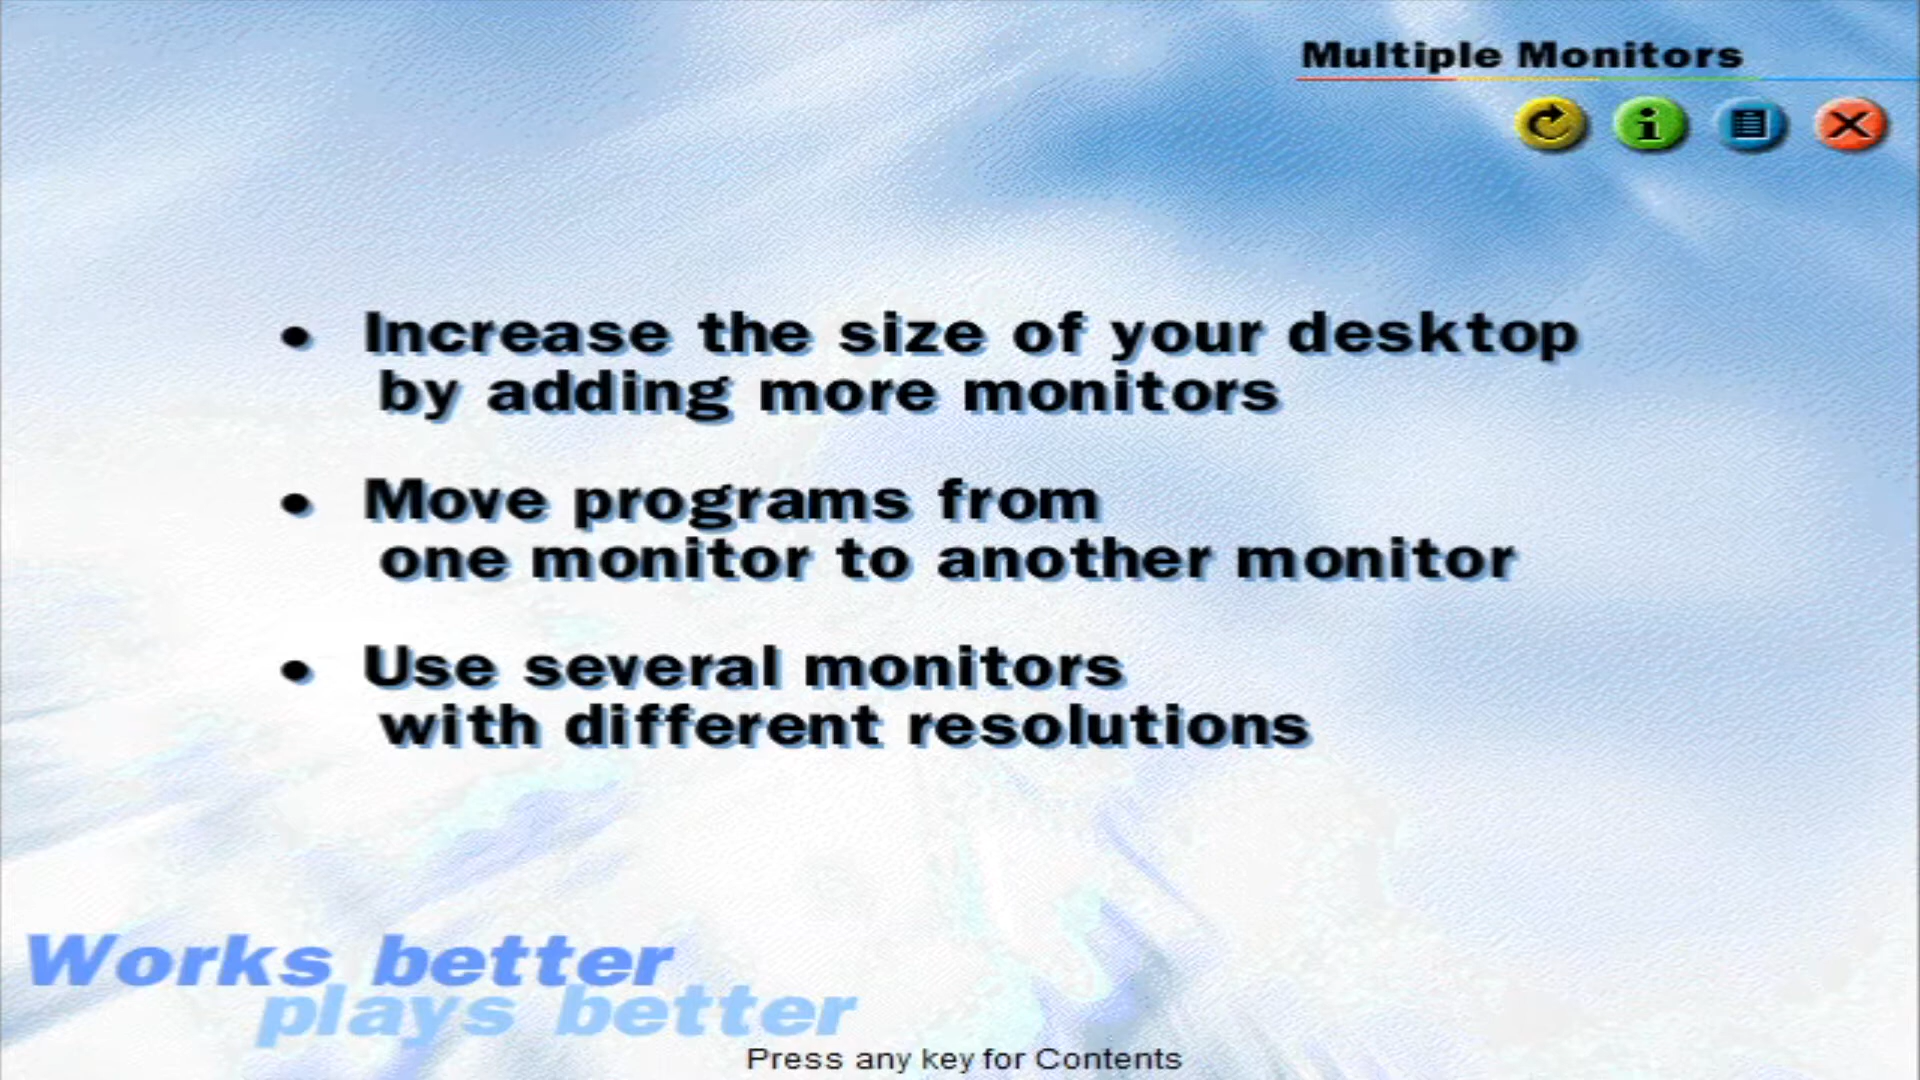 Multiple Monitors
• Increase the size of your desktop
by adding more monitors
• Move programs from
one monitor to another monitor
• Use several monitors
with different resolutions
Works better
plays better
Press any key for Contents